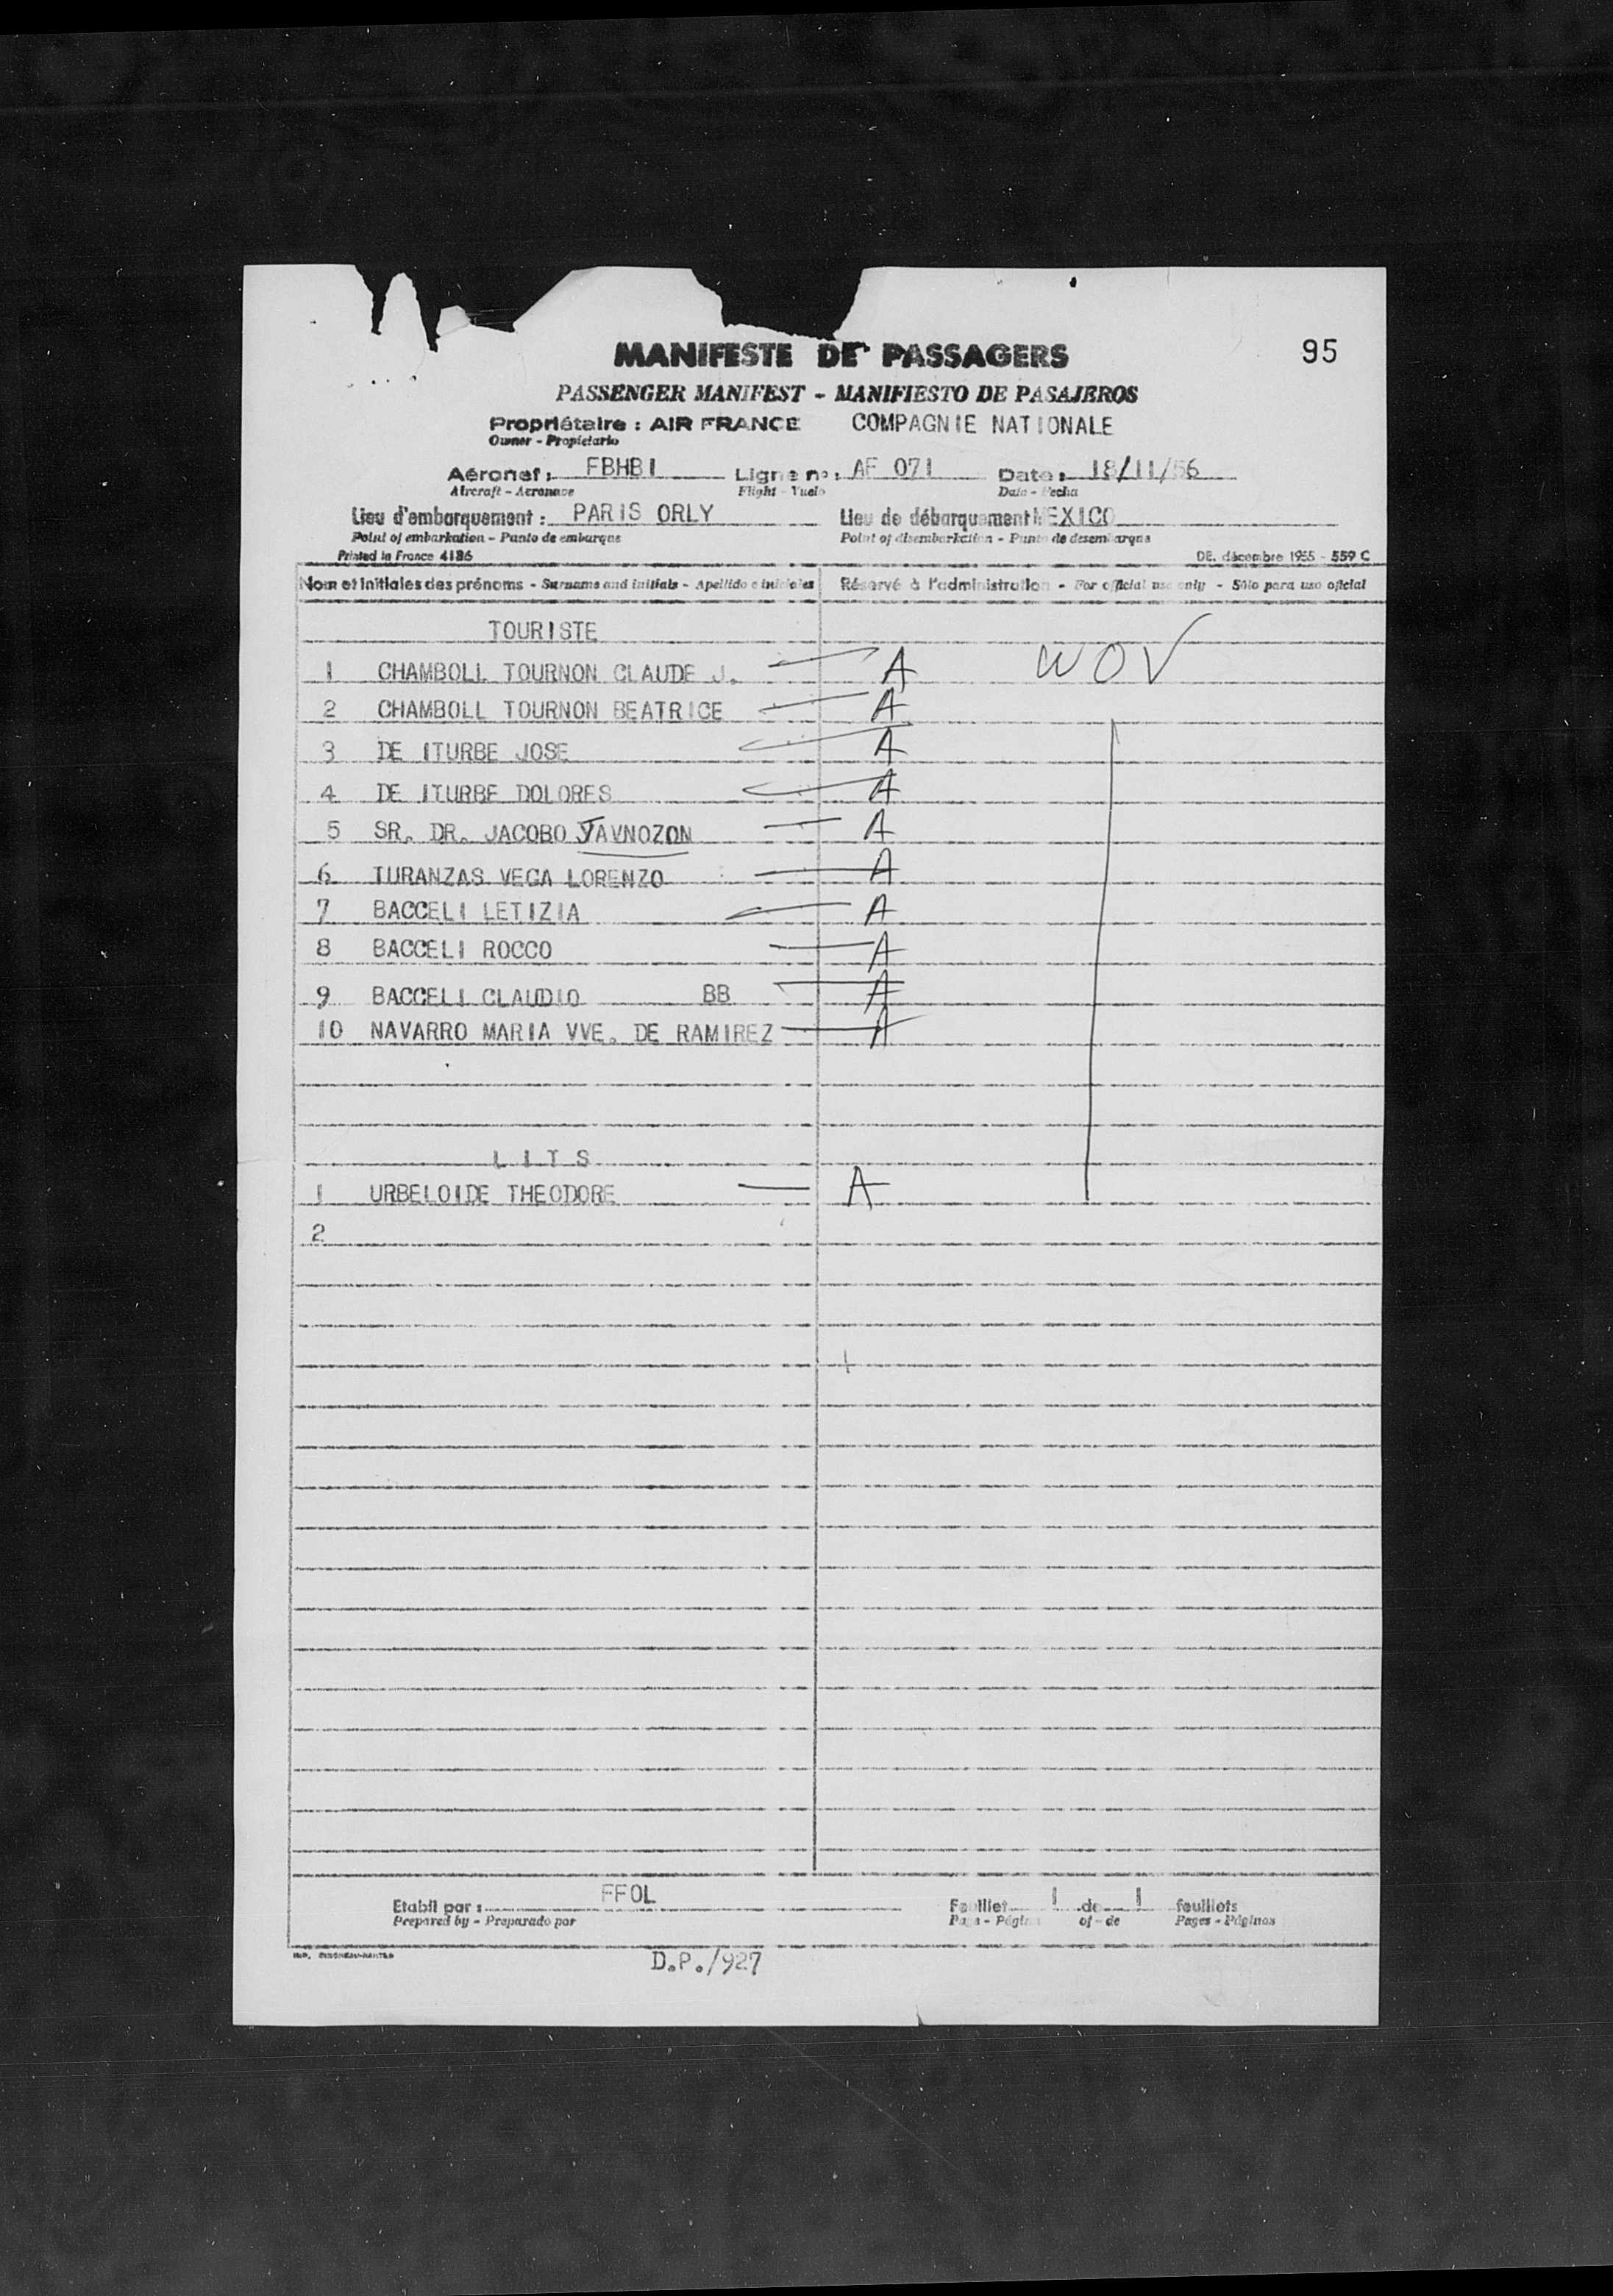 95
MANIFESTE DE PASSAGERS
PASSENGER MANIFEST - MANIFIESTO DE PASAJEROS
Propriétaire : AIR FRANCE COMPAGNIE NATIONALE
Owner - Propietario
Aéronef : FBHBI Ligne nº : AF 071 Date : 18/11/56
Aircraft - Aeronave Flight - Vuelo Date - Fecha
Lieu d'embarquement : PARIS ORLY Lieu de débarquement MEXICO
Point of embarkation - Punto de embarque Point of disembarkation - Punto de desembarque
Printed in France 4186 DE. décembre 1955 - 559 C
Nom et initiales des prénoms - Surname and initials - Apellido e iniciales Réservé à l'administration - For official use only - Sólo para uso oficial
TOURISTE
1 CHAMBOLL TOURNON CLAUDE J. A WOV
2 CHAMBOLL TOURNON BEATRICE A
3 DE ITURBE JOSE A
4 DE ITURBE DOLORES A
5 SR. DR. JACOBO JAVNOZON A
6 TURANZAS VEGA LORENZO A
7 BACCELI LETIZIA A
8 BACCELI ROCCO A
9 BACCELI CLAUDIO BB A
10 NAVARRO MARIA VVE. DE RAMIREZ A
L I T S
1 URBELOIDE THEODORE A
2
Etabli par : FFOL Feuillet 1 de 1 feuillets
Prepared by - Preparado por Page - Página of - de Pages - Páginas
D.P./927